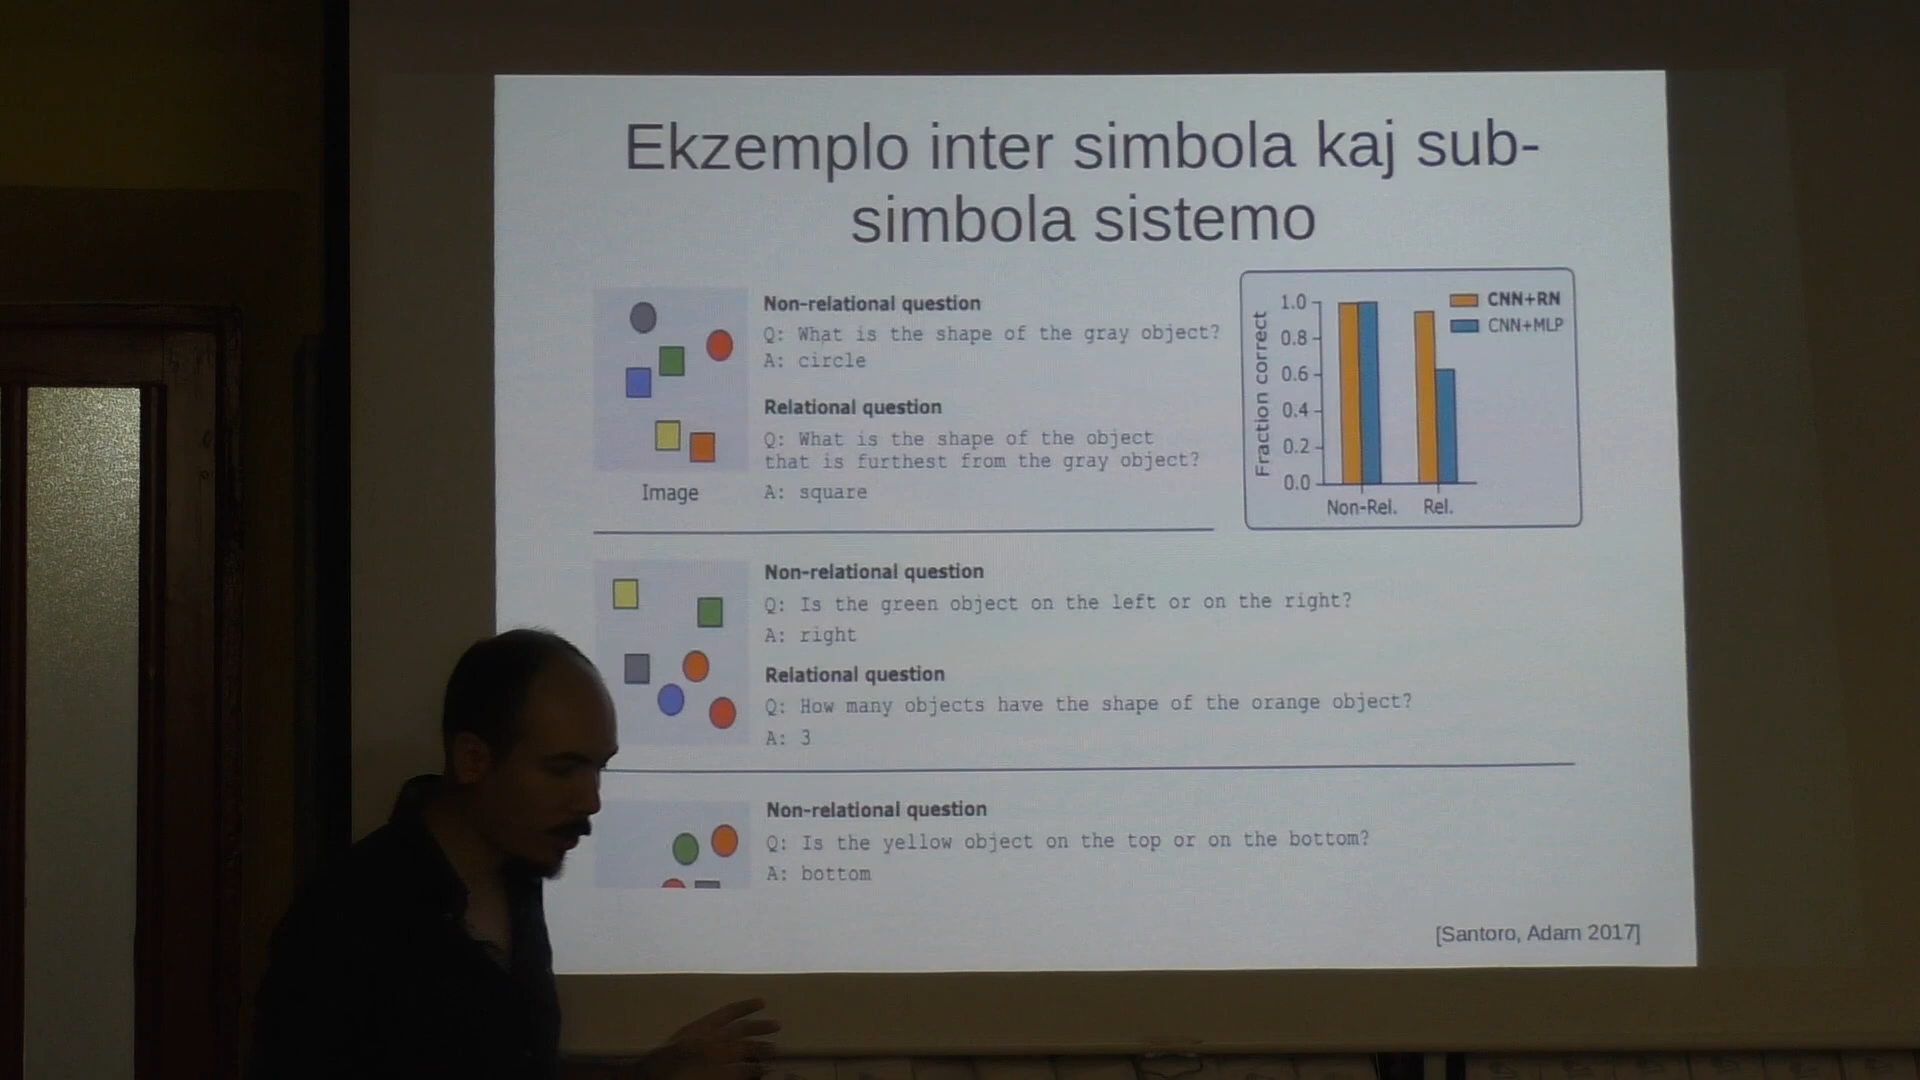 Ekzemplo inter simbola kaj sub-
simbola sistemo
Non-relational question
Q: What is the shape of the gray object?
A: circle
Relational question
Q: What is the shape of the object
that is furthest from the gray object?
A: square
Image
Fraction correct
1.0
0.8
0.6
0.4
0.2
0.0
CNN+RN
CNN+MLP
Non-Rel.
Rel.
Non-relational question
Q: Is the green object on the left or on the right?
A: right
Relational question
Q: How many objects have the shape of the orange object?
A: 3
Non-relational question
Q: Is the yellow object on the top or on the bottom?
A: bottom
[Santoro, Adam 2017]